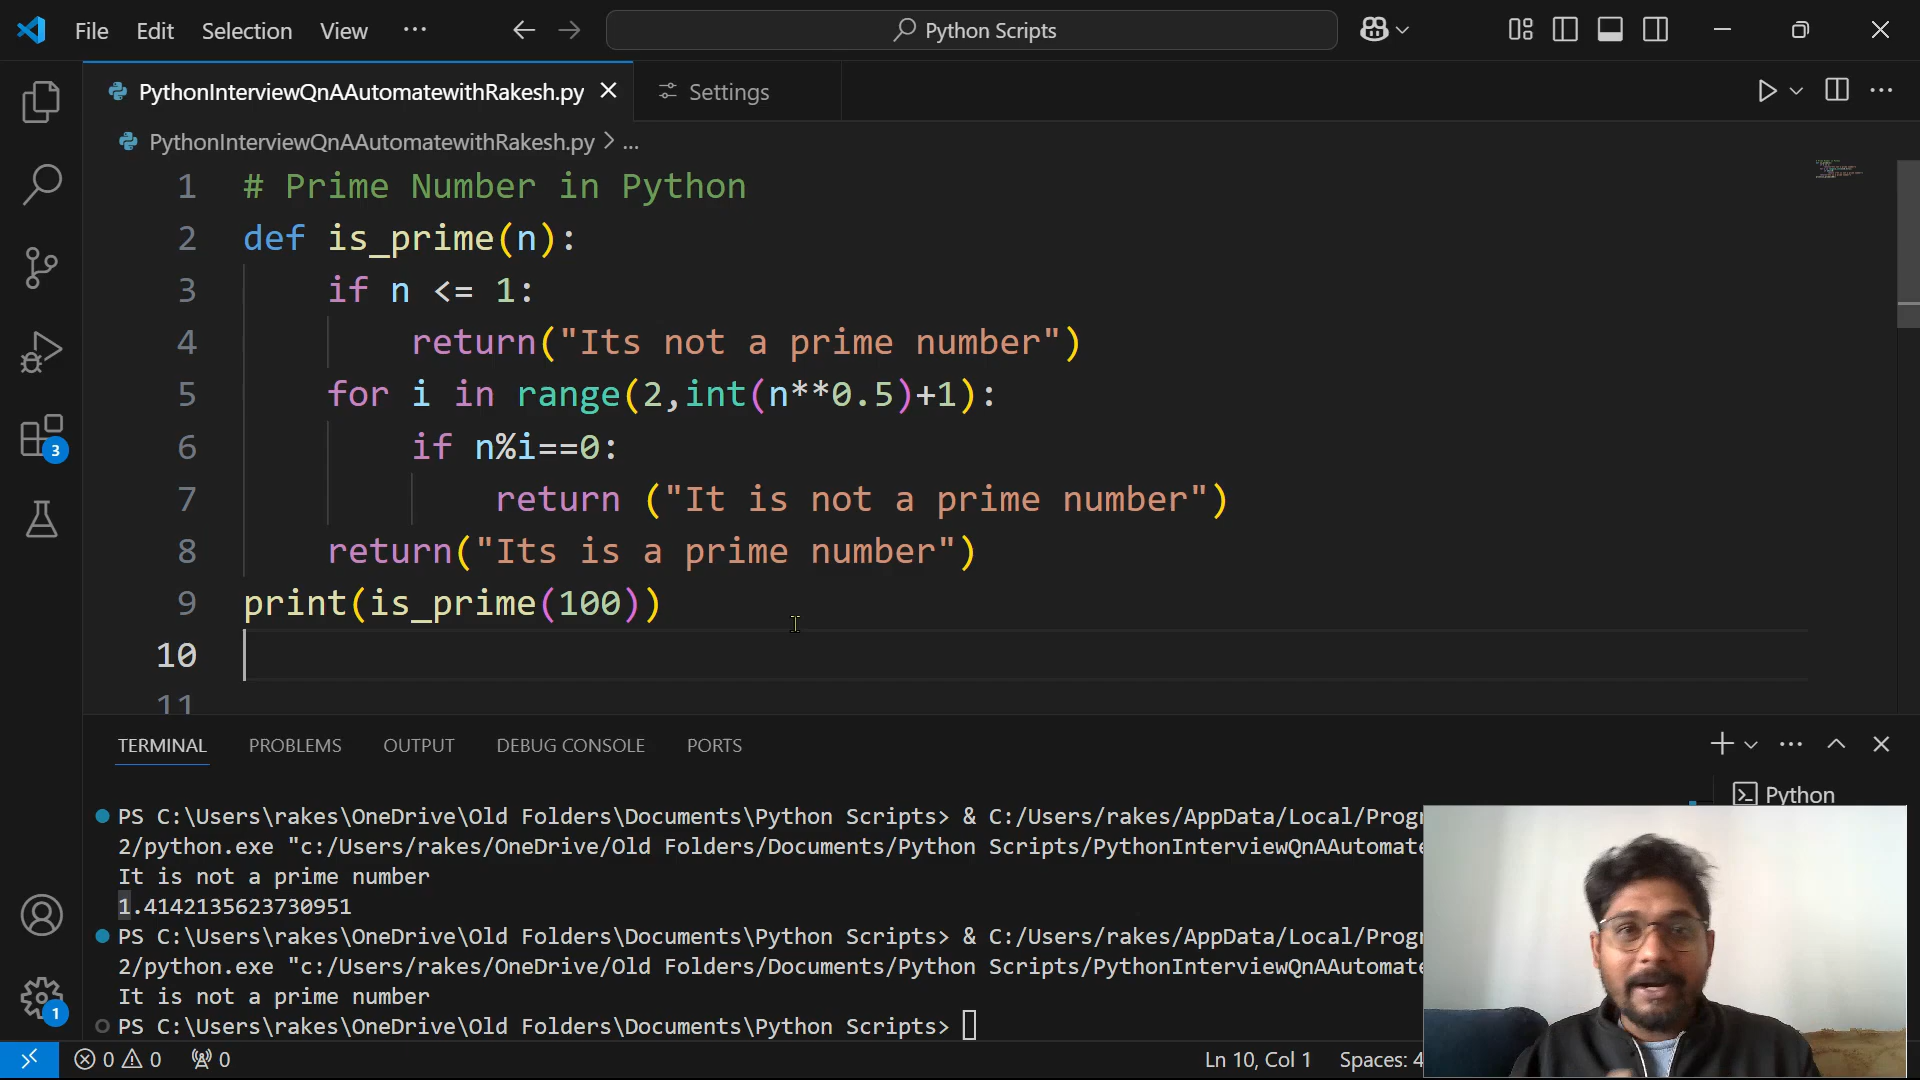 File Edit Selection View ··· Python Scripts
PythonInterviewQnAAutomatewithRakesh.py Settings
PythonInterviewQnAAutomatewithRakesh.py > ...
1 # Prime Number in Python
2 def is_prime(n):
3 if n <= 1:
4 return("Its not a prime number")
5 for i in range(2,int(n**0.5)+1):
6 if n%i==0:
7 return ("It is not a prime number")
8 return("Its is a prime number")
9 print(is_prime(100))
10
11
3
TERMINAL PROBLEMS OUTPUT DEBUG CONSOLE PORTS
Python
PS C:\Users\rakes\OneDrive\Old Folders\Documents\Python Scripts> & C:/Users/rakes/AppData/Local/Progr
2/python.exe "c:/Users/rakes/OneDrive/Old Folders/Documents/Python Scripts/PythonInterviewQnAAutomate
It is not a prime number
1.4142135623730951
PS C:\Users\rakes\OneDrive\Old Folders\Documents\Python Scripts> & C:/Users/rakes/AppData/Local/Progr
2/python.exe "c:/Users/rakes/OneDrive/Old Folders/Documents/Python Scripts/PythonInterviewQnAAutomate
It is not a prime number
PS C:\Users\rakes\OneDrive\Old Folders\Documents\Python Scripts>
1
0 0 0 Ln 10, Col 1 Spaces: 4